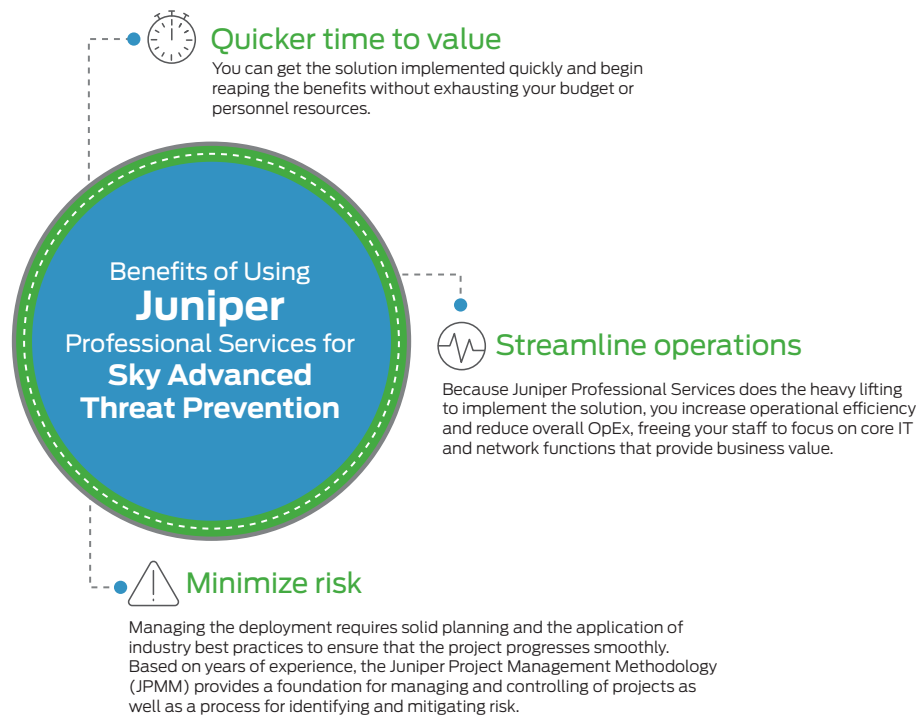 Quicker time to value
You can get the solution implemented quickly and begin
reaping the benefits without exhausting your budget or
personnel resources.
Benefits of Using
Juniper
Professional Services for
Sky Advanced
Threat Prevention
Streamline operations
Because Juniper Professional Services does the heavy lifting
to implement the solution, you increase operational efficiency
and reduce overall OpEx, freeing your staff to focus on core IT
and network functions that provide business value.
Minimize risk
Managing the deployment requires solid planning and the application of
industry best practices to ensure that the project progresses smoothly.
Based on years of experience, the Juniper Project Management Methodology
(JPMM) provides a foundation for managing and controlling of projects as
well as a process for identifying and mitigating risk.